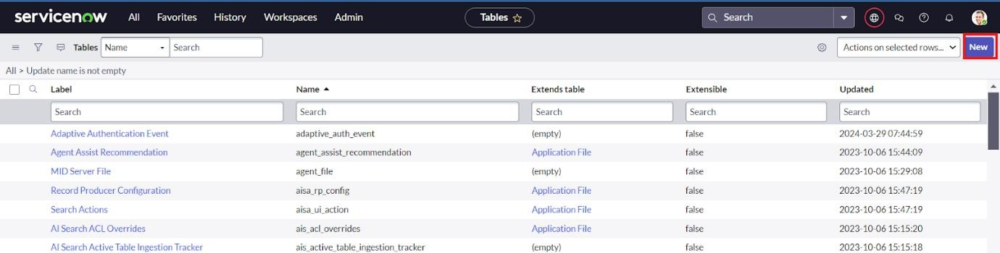 servicenow All Favorites History Workspaces Admin Tables Search
Tables Name Search Actions on selected rows... New
All > Update name is not empty
Label Name Extends table Extensible Updated
Search Search Search Search Search
Adaptive Authentication Event adaptive_auth_event (empty) false 2024-03-29 07:44:59
Agent Assist Recommendation agent_assist_recommendation Application File false 2023-10-06 15:44:09
MID Server File agent_file (empty) false 2023-10-06 15:29:08
Record Producer Configuration aisa_rp_config Application File false 2023-10-06 15:47:19
Search Actions aisa_ui_action Application File false 2023-10-06 15:47:19
AI Search ACL Overrides ais_acl_overrides Application File false 2023-10-06 15:15:20
AI Search Active Table Ingestion Tracker ais_active_table_ingestion_tracker (empty) false 2023-10-06 15:15:18